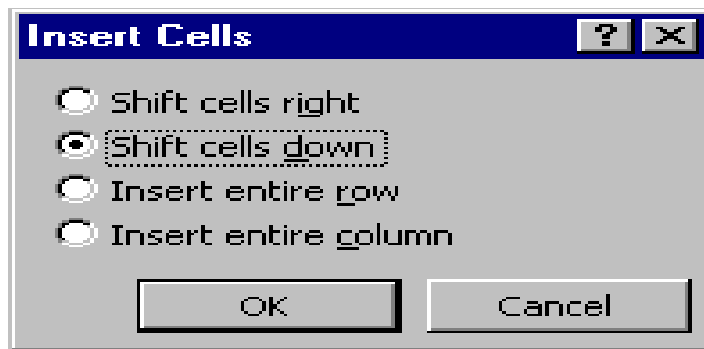 Insert Cells ?
Shift cells right
Shift cells down
Insert entire row
Insert entire column
OK Cancel